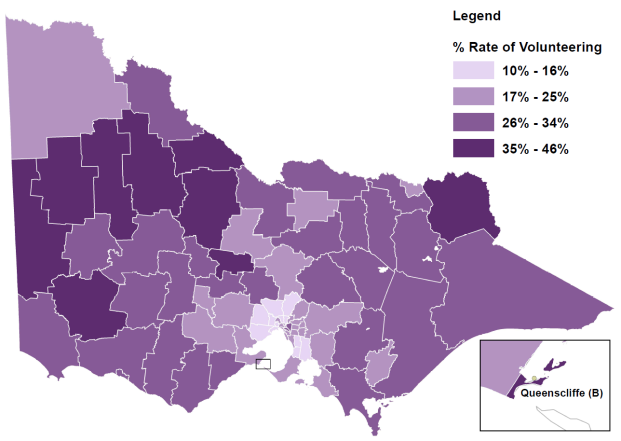 Legend
% Rate of Volunteering
10% - 16%
17% - 25%
26% - 34%
35% - 46%
Queenscliffe (B)